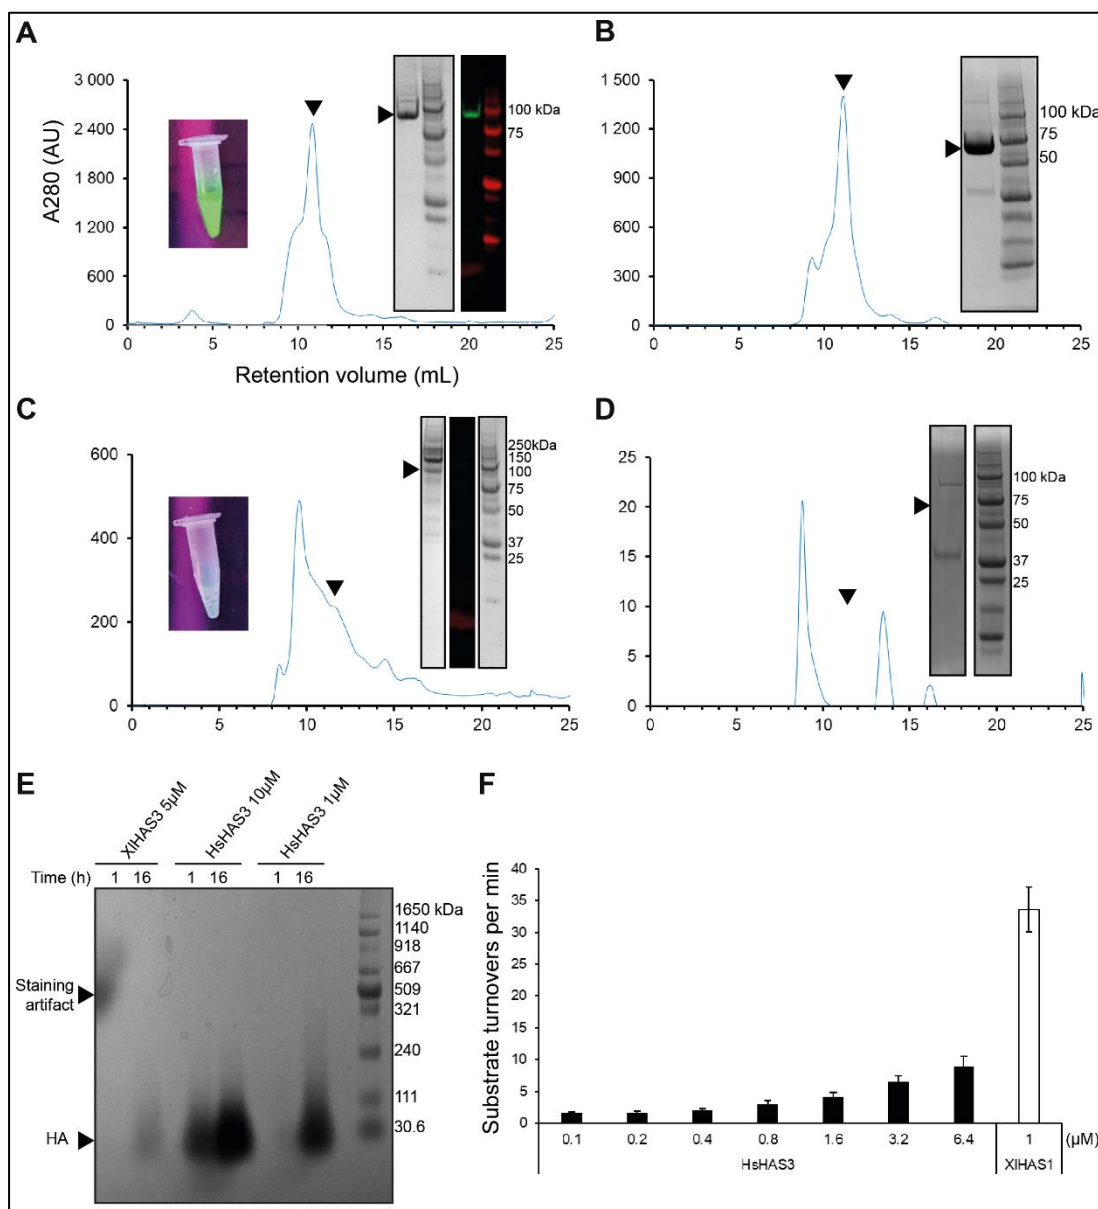 A
3 000
2 400
1 800
1 200
600
0
A280 (AU)
0 5 10 15 20 25
Retention volume (mL)
100 kDa
75
B
1 500
1 200
900
600
300
0
0 5 10 15 20 25
100 kDa
75
50
C
600
400
200
0
0 5 10 15 20 25
250kDa
150
100
75
50
37
25
D
25
20
15
10
5
0
0 5 10 15 20 25
100 kDa
75
50
37
25
E
XlHAS3 5μM
HsHAS3 10μM
HsHAS3 1μM
Time (h) 1 16 1 16 1 16
1650 kDa
1140
918
667
509
321
240
111
30.6
Staining
artifact
HA
F
Substrate turnovers per min
40
35
30
25
20
15
10
5
0
0.1 0.2 0.4 0.8 1.6 3.2 6.4 1 (μM)
HsHAS3 XlHAS1